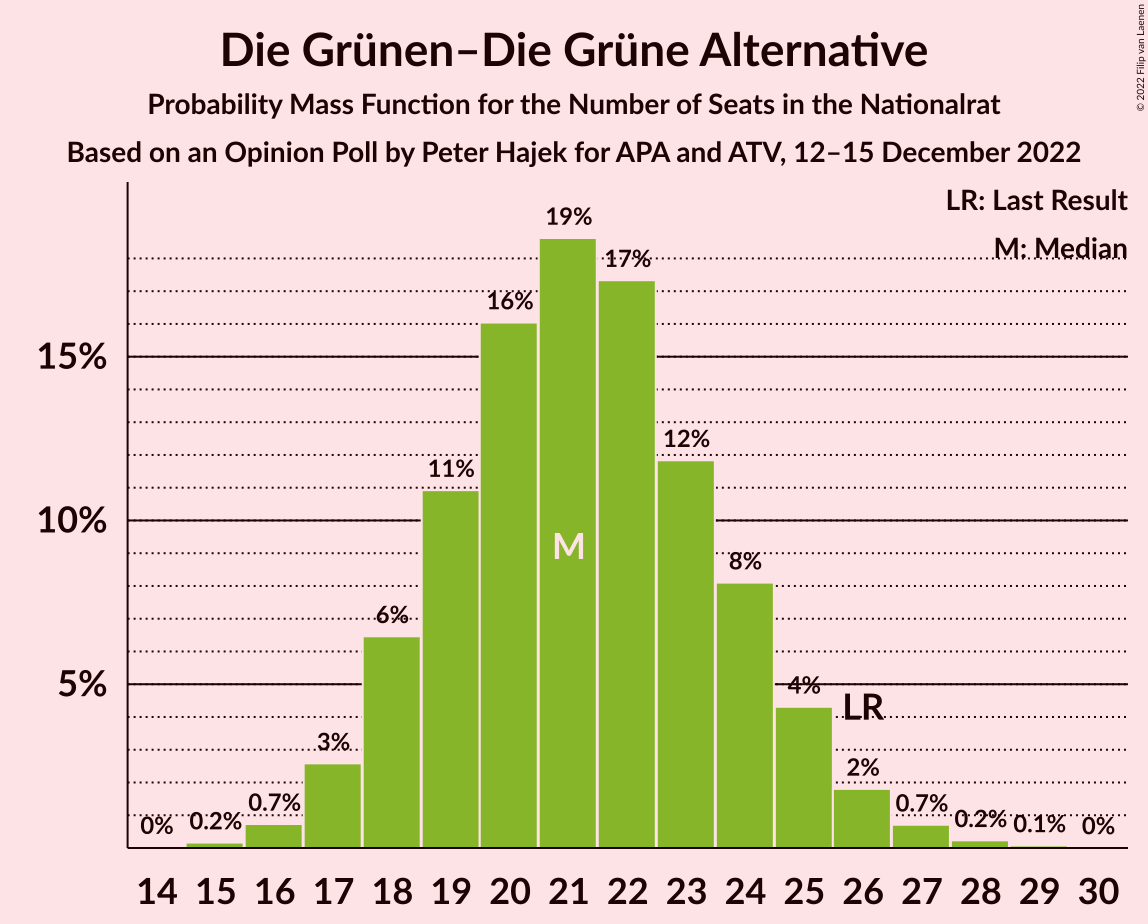 Die Grünen–Die Grüne Alternative
Probability Mass Function for the Number of Seats in the Nationalrat
Based on an Opinion Poll by Peter Hajek for APA and ATV, 12–15 December 2022
© 2022 Filip van Laenen
LR: Last Result
M: Median
15%
10%
5%
0%
0.2%
0.7%
3%
6%
11%
16%
19%
17%
12%
8%
4%
2%
0.7%
0.2%
0.1%
0%
M
LR
14 15 16 17 18 19 20 21 22 23 24 25 26 27 28 29 30